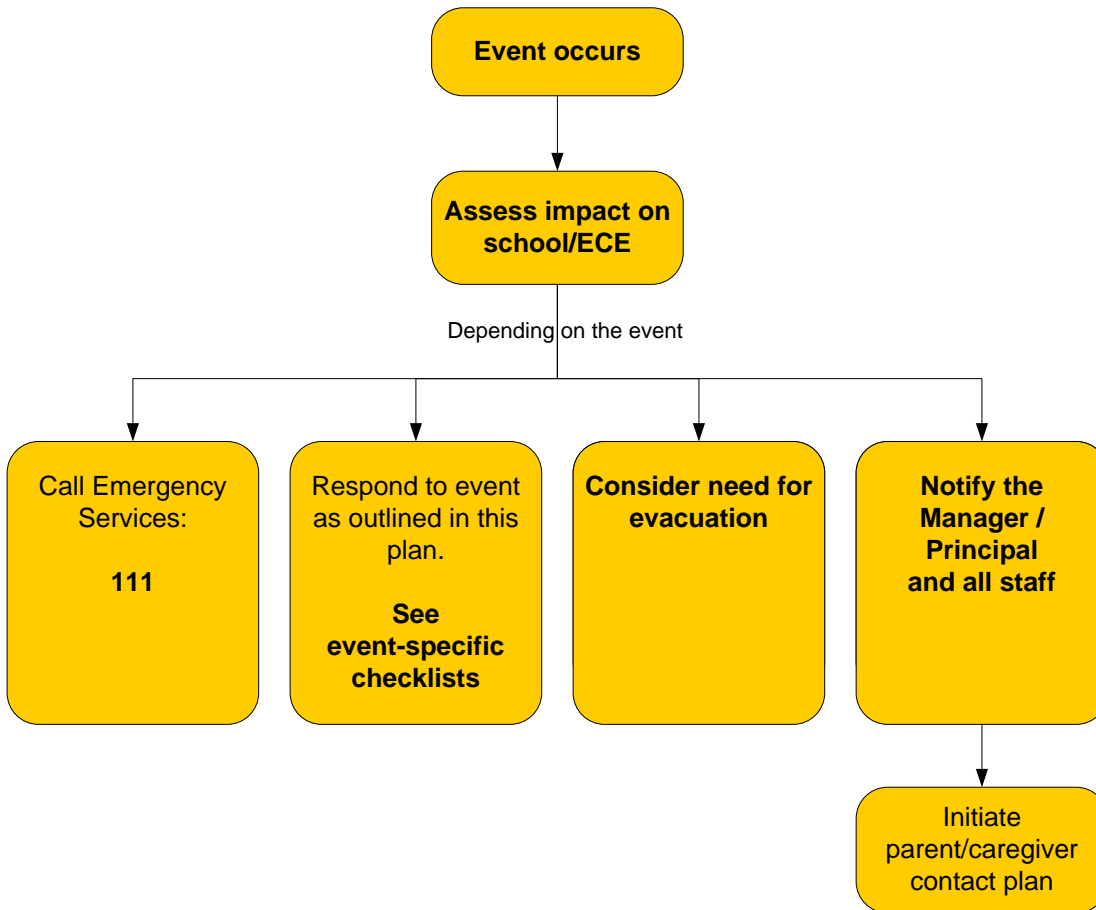 Event occurs
Assess impact on
school/ECE
Depending on the event
Call Emergency
Services:
111
Respond to event
as outlined in this
plan.
See
event-specific
checklists
Consider need for
evacuation
Notify the
Manager /
Principal
and all staff
Initiate
parent/caregiver
contact plan